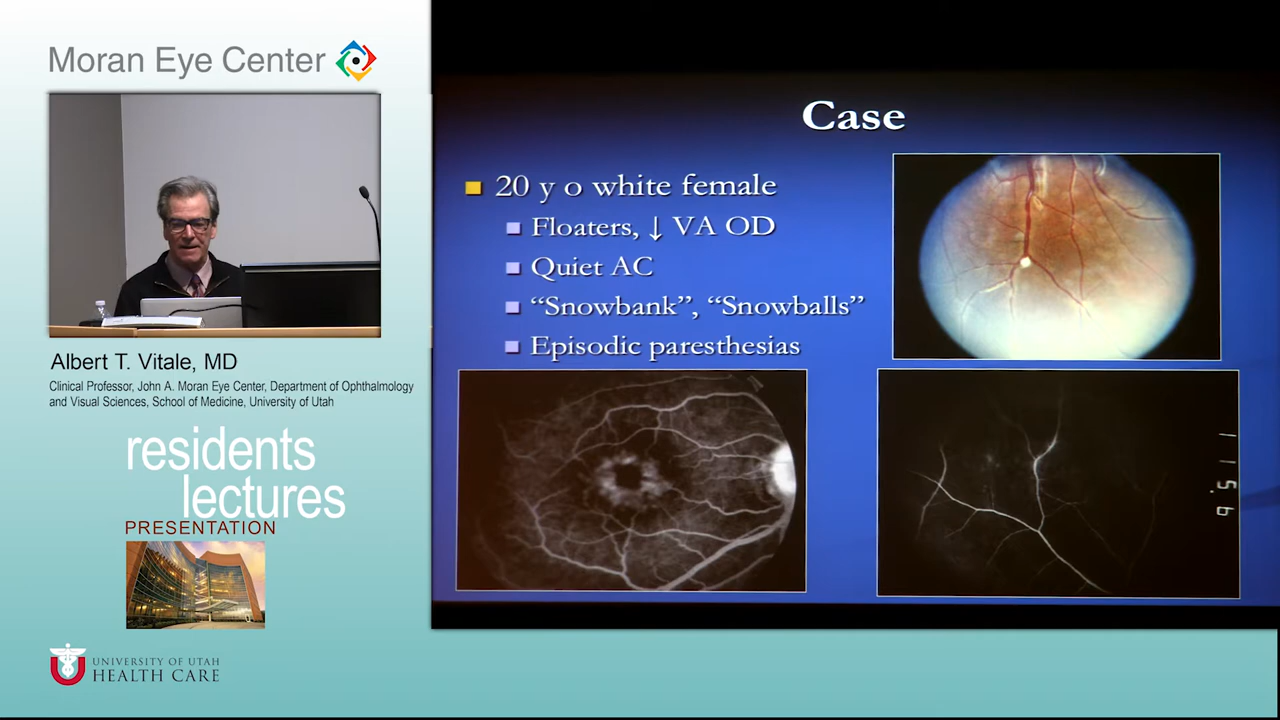 Moran Eye Center
Albert T. Vitale, MD
Clinical Professor, John A. Moran Eye Center, Department of Ophthalmology
and Visual Sciences, School of Medicine, University of Utah
residents
lectures
PRESENTATION
UNIVERSITY OF UTAH
HEALTH CARE
Case
20 y o white female
Floaters, ↓ VA OD
Quiet AC
“Snowbank”, “Snowballs”
Episodic paresthesias